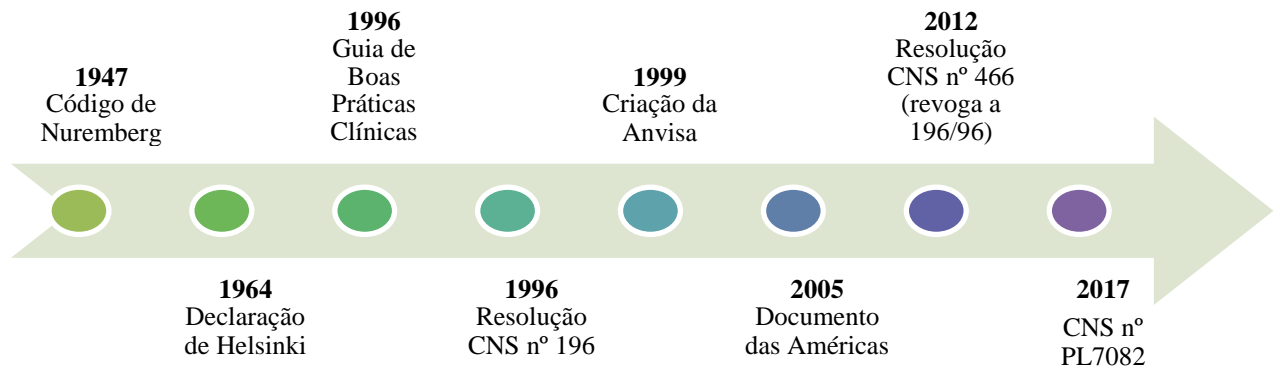 1947
Código de
Nuremberg
1964
Declaração
de Helsinki
1996
Guia de
Boas
Práticas
Clínicas
1996
Resolução
CNS nº 196
1999
Criação da
Anvisa
2005
Documento
das Américas
2012
Resolução
CNS nº 466
(revoga a
196/96)
2017
CNS nº
PL7082